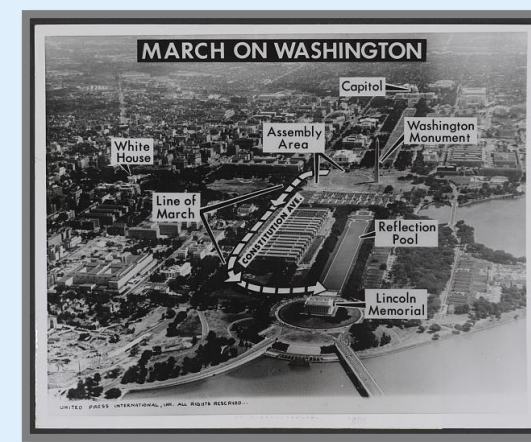 MARCH ON WASHINGTON
Capitol
Assembly
Area
Washington
Monument
White
House
Line of
March
CONSTITUTION AVE.
Reflection
Pool
Lincoln
Memorial
UNITED PRESS INTERNATIONAL, INC. ALL RIGHTS RESERVED...